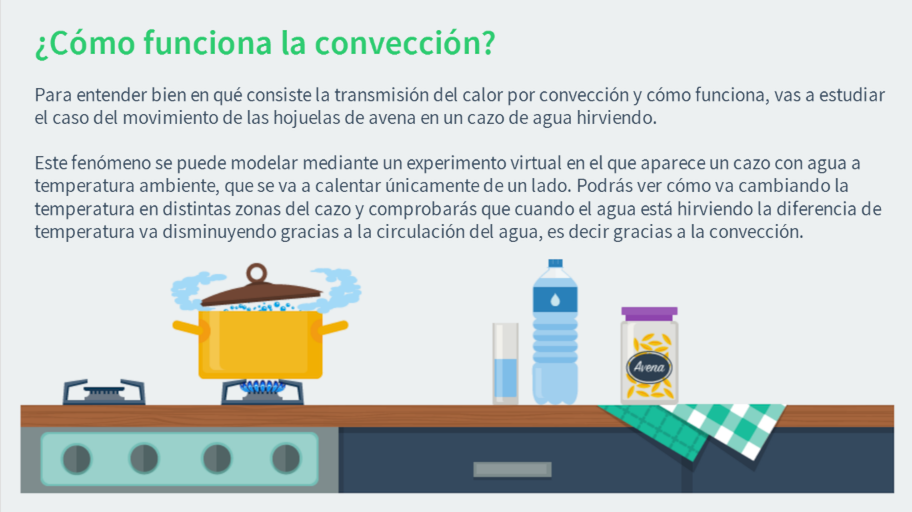 ¿Cómo funciona la convección?
Para entender bien en qué consiste la transmisión del calor por convección y cómo funciona, vas a estudiar
el caso del movimiento de las hojuelas de avena en un cazo de agua hirviendo.
Este fenómeno se puede modelar mediante un experimento virtual en el que aparece un cazo con agua a
temperatura ambiente, que se va a calentar únicamente de un lado. Podrás ver cómo va cambiando la
temperatura en distintas zonas del cazo y comprobarás que cuando el agua está hirviendo la diferencia de
temperatura va disminuyendo gracias a la circulación del agua, es decir gracias a la convección.
Avena